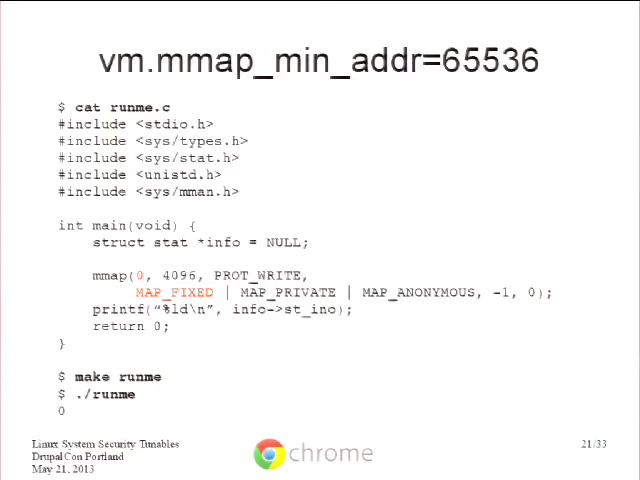 vm.mmap_min_addr=65536
$ cat runme.c
#include <stdio.h>
#include <sys/types.h>
#include <sys/stat.h>
#include <unistd.h>
#include <sys/mman.h>
int main(void) {
struct stat *info = NULL;
mmap(0, 4096, PROT_WRITE,
MAP_FIXED | MAP_PRIVATE | MAP_ANONYMOUS, -1, 0);
printf(“%ld\n”, info->st_ino);
return 0;
}
$ make runme
$ ./runme
0
Linux System Security Tunables
DrupalCon Portland
May 21, 2013
chrome
21/33